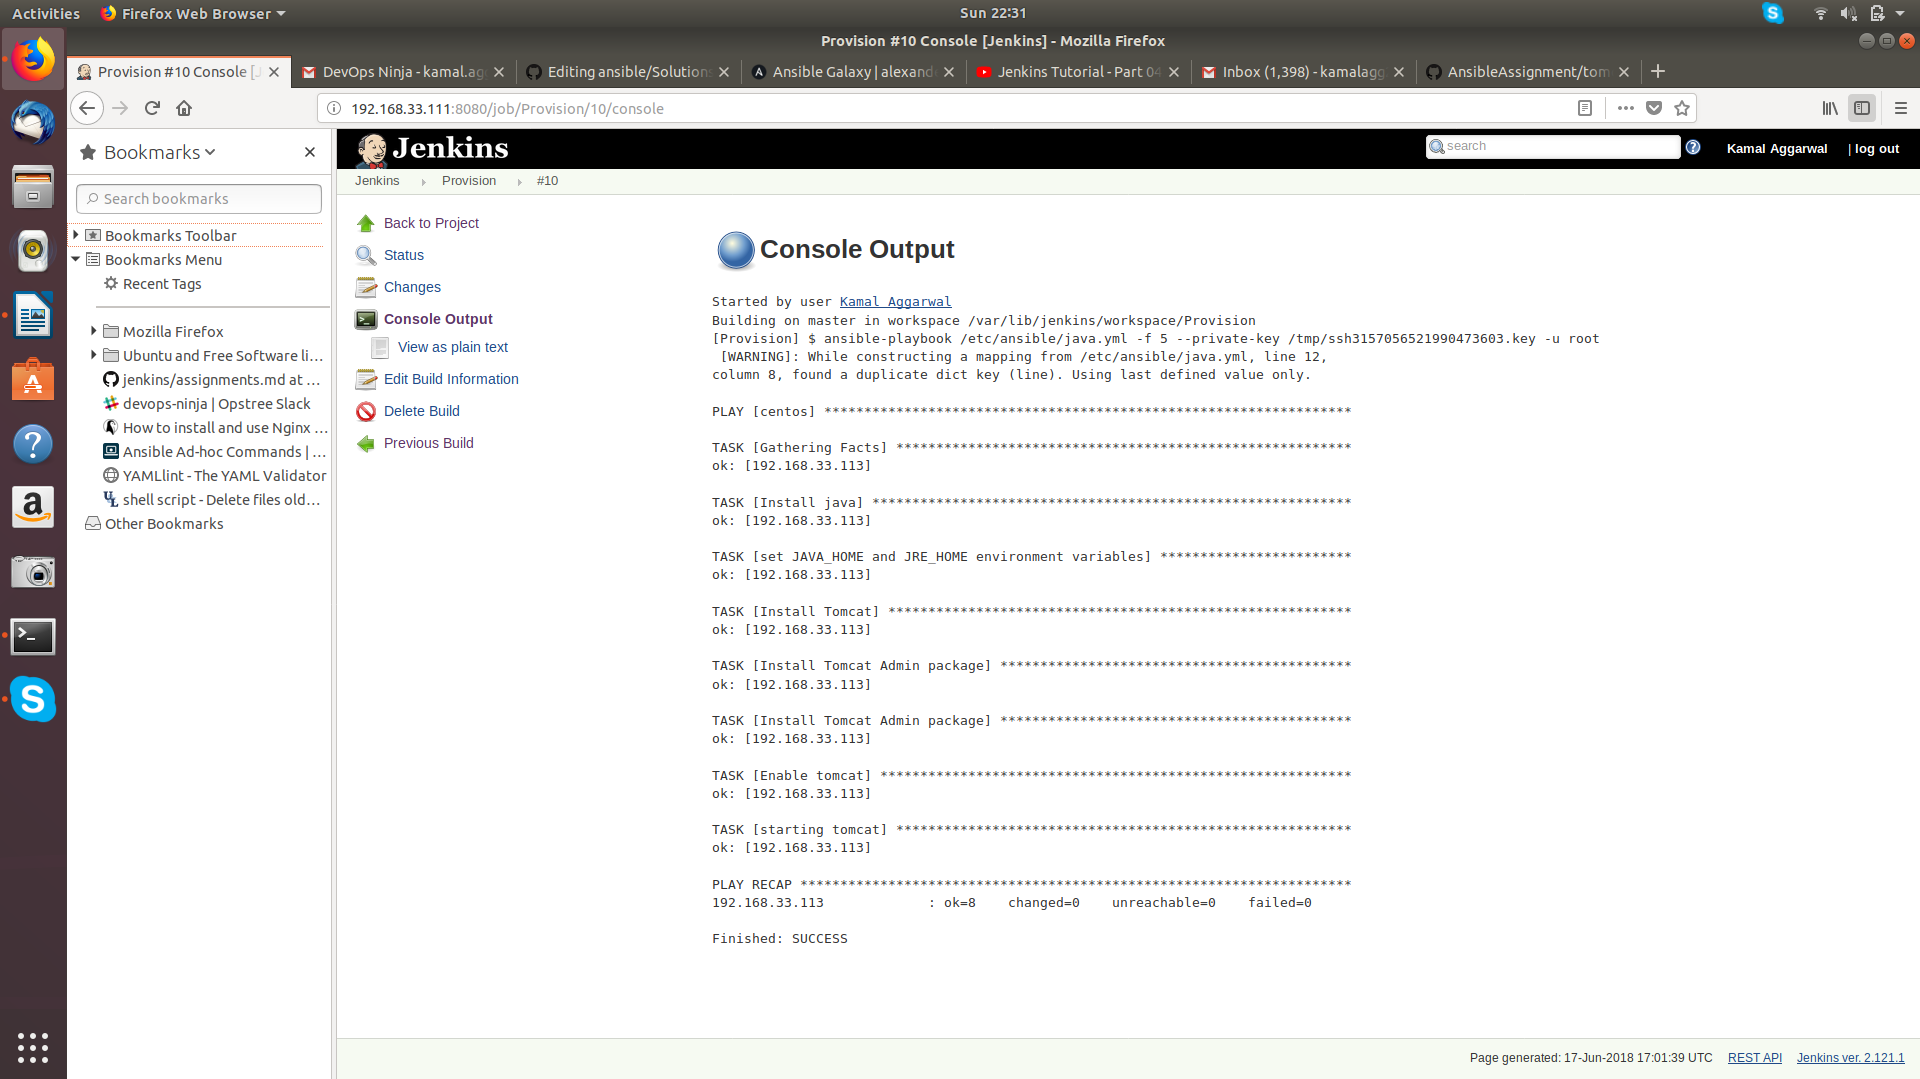 Activities
Firefox Web Browser
Sun 22:31
Provision #10 Console [Jenkins] - Mozilla Firefox
Provision #10 Console [J
DevOps Ninja - kamal.ag
Editing ansible/Solution
Ansible Galaxy | alexand
Jenkins Tutorial - Part 04
Inbox (1,398) - kamalagg
AnsibleAssignment/tom
192.168.33.111:8080/job/Provision/10/console
Bookmarks
Search bookmarks
Bookmarks Toolbar
Bookmarks Menu
Recent Tags
Mozilla Firefox
Ubuntu and Free Software li...
jenkins/assignments.md at ...
devops-ninja | Opstree Slack
How to install and use Nginx ...
Ansible Ad-hoc Commands | ...
YAMLlint - The YAML Validator
shell script - Delete files old...
Other Bookmarks
Jenkins
search
Kamal Aggarwal
| log out
Jenkins
Provision
#10
Back to Project
Status
Changes
Console Output
View as plain text
Edit Build Information
Delete Build
Previous Build
Console Output
Started by user Kamal Aggarwal
Building on master in workspace /var/lib/jenkins/workspace/Provision
[Provision] $ ansible-playbook /etc/ansible/java.yml -f 5 --private-key /tmp/ssh3157056521990473603.key -u root
[WARNING]: While constructing a mapping from /etc/ansible/java.yml, line 12,
column 8, found a duplicate dict key (line). Using last defined value only.
PLAY [centos] ******************************************************************
TASK [Gathering Facts] *********************************************************
ok: [192.168.33.113]
TASK [Install java] ************************************************************
ok: [192.168.33.113]
TASK [set JAVA_HOME and JRE_HOME environment variables] ************************
ok: [192.168.33.113]
TASK [Install Tomcat] **********************************************************
ok: [192.168.33.113]
TASK [Install Tomcat Admin package] ********************************************
ok: [192.168.33.113]
TASK [Install Tomcat Admin package] ********************************************
ok: [192.168.33.113]
TASK [Enable tomcat] ***********************************************************
ok: [192.168.33.113]
TASK [starting tomcat] *********************************************************
ok: [192.168.33.113]
PLAY RECAP *********************************************************************
192.168.33.113             : ok=8    changed=0    unreachable=0    failed=0
Finished: SUCCESS
Page generated: 17-Jun-2018 17:01:39 UTC
REST API
Jenkins ver. 2.121.1